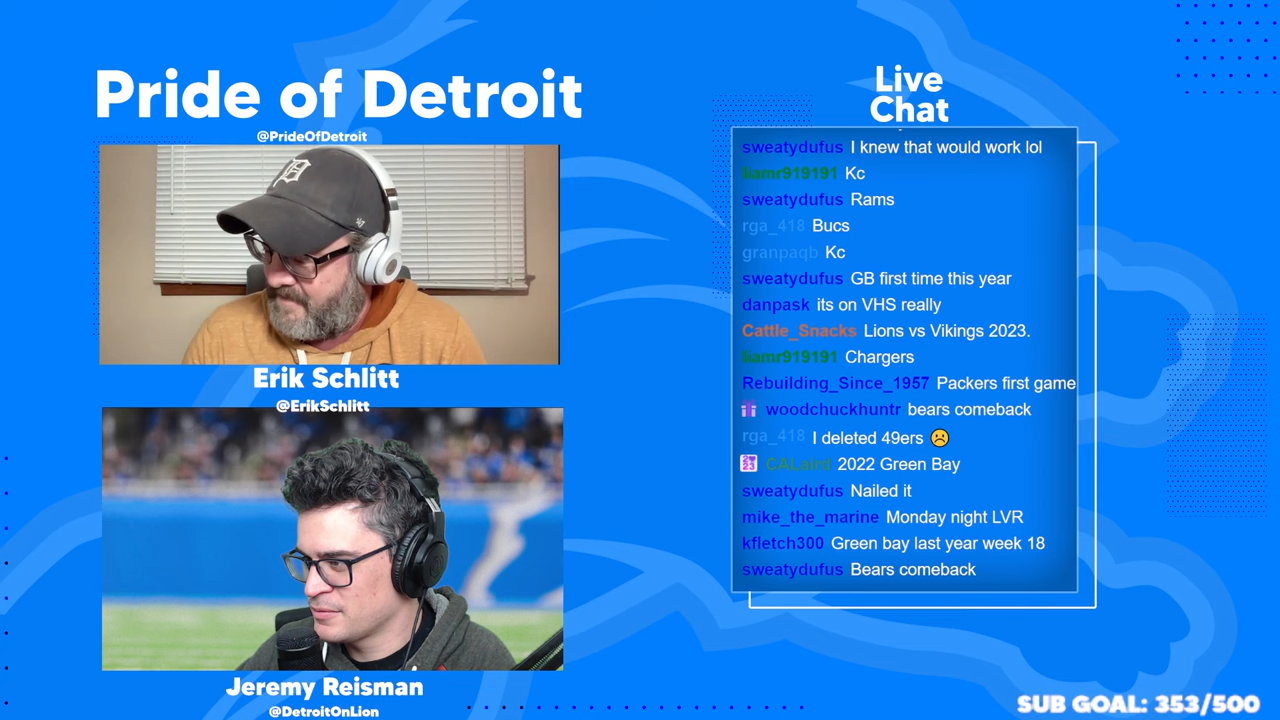 Pride of Detroit
@PrideOfDetroit
Erik Schlitt
@ErikSchlitt
Jeremy Reisman
@DetroitOnLion
Live
Chat
sweatydufus I knew that would work lol
liamr919191 Kc
sweatydufus Rams
rga_418 Bucs
granpaqb Kc
sweatydufus GB first time this year
danpask its on VHS really
Cattle_Snacks Lions vs Vikings 2023.
liamr919191 Chargers
Rebuilding_Since_1957 Packers first game
woodchuckhuntr bears comeback
rga_418 I deleted 49ers ☹️
CALaird 2022 Green Bay
sweatydufus Nailed it
mike_the_marine Monday night LVR
kfletch300 Green bay last year week 18
sweatydufus Bears comeback
SUB GOAL: 353/500